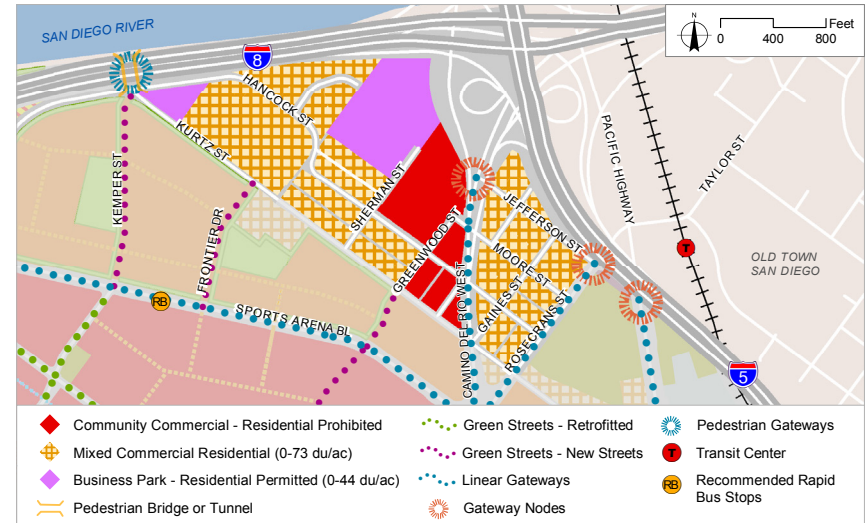 SAN DIEGO RIVER
8
N
Feet
0 400 800
HANCOCK ST
KURTZ ST
KEMPER ST
SHERMAN ST
FRONTIER DR
GREENWOOD ST
JEFFERSON ST
MOORE ST
GAINES ST
CAMINO DEL RIO WEST
ROSECRANS ST
SPORTS ARENA BL
RB
PACIFIC HIGHWAY
TAYLOR ST
T
OLD TOWN
SAN DIEGO
5
Community Commercial - Residential Prohibited
Mixed Commercial Residential (0-73 du/ac)
Business Park - Residential Permitted (0-44 du/ac)
Pedestrian Bridge or Tunnel
Green Streets - Retrofitted
Green Streets - New Streets
Linear Gateways
Gateway Nodes
Pedestrian Gateways
T
Transit Center
RB
Recommended Rapid
Bus Stops